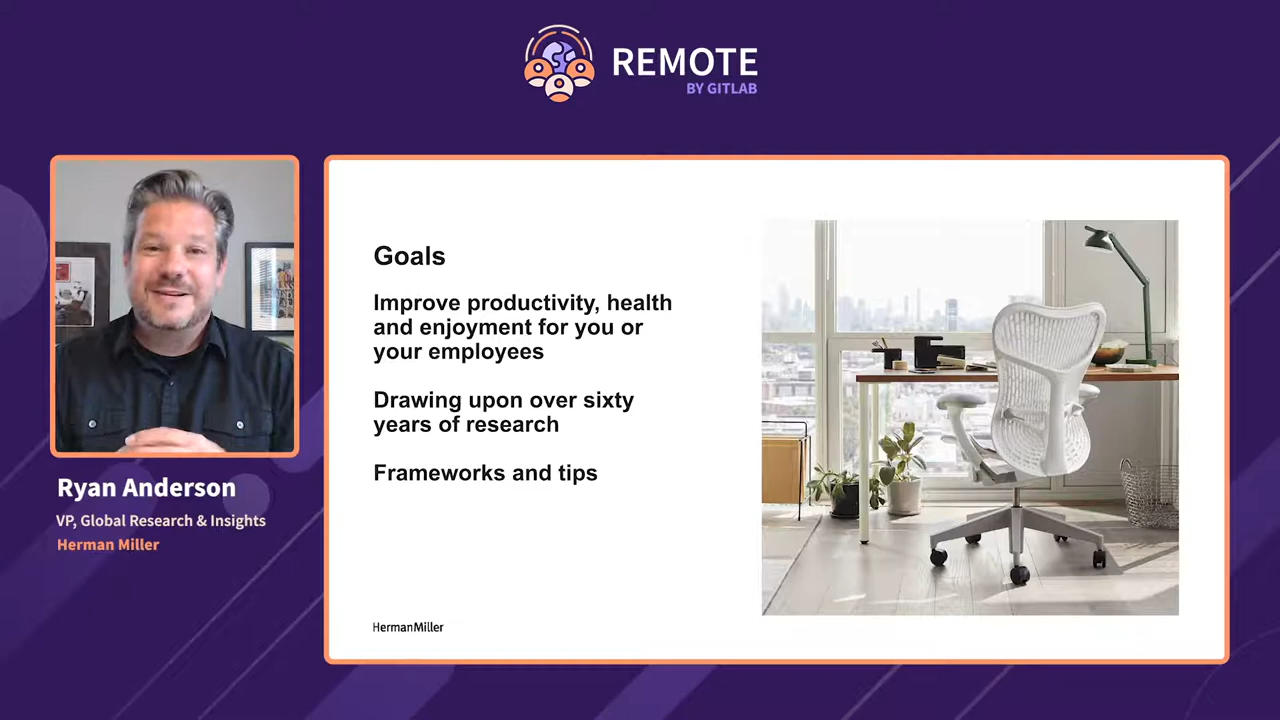 REMOTE
BY GITLAB
Ryan Anderson
VP, Global Research & Insights
Herman Miller
Goals
Improve productivity, health
and enjoyment for you or
your employees
Drawing upon over sixty
years of research
Frameworks and tips
HermanMiller